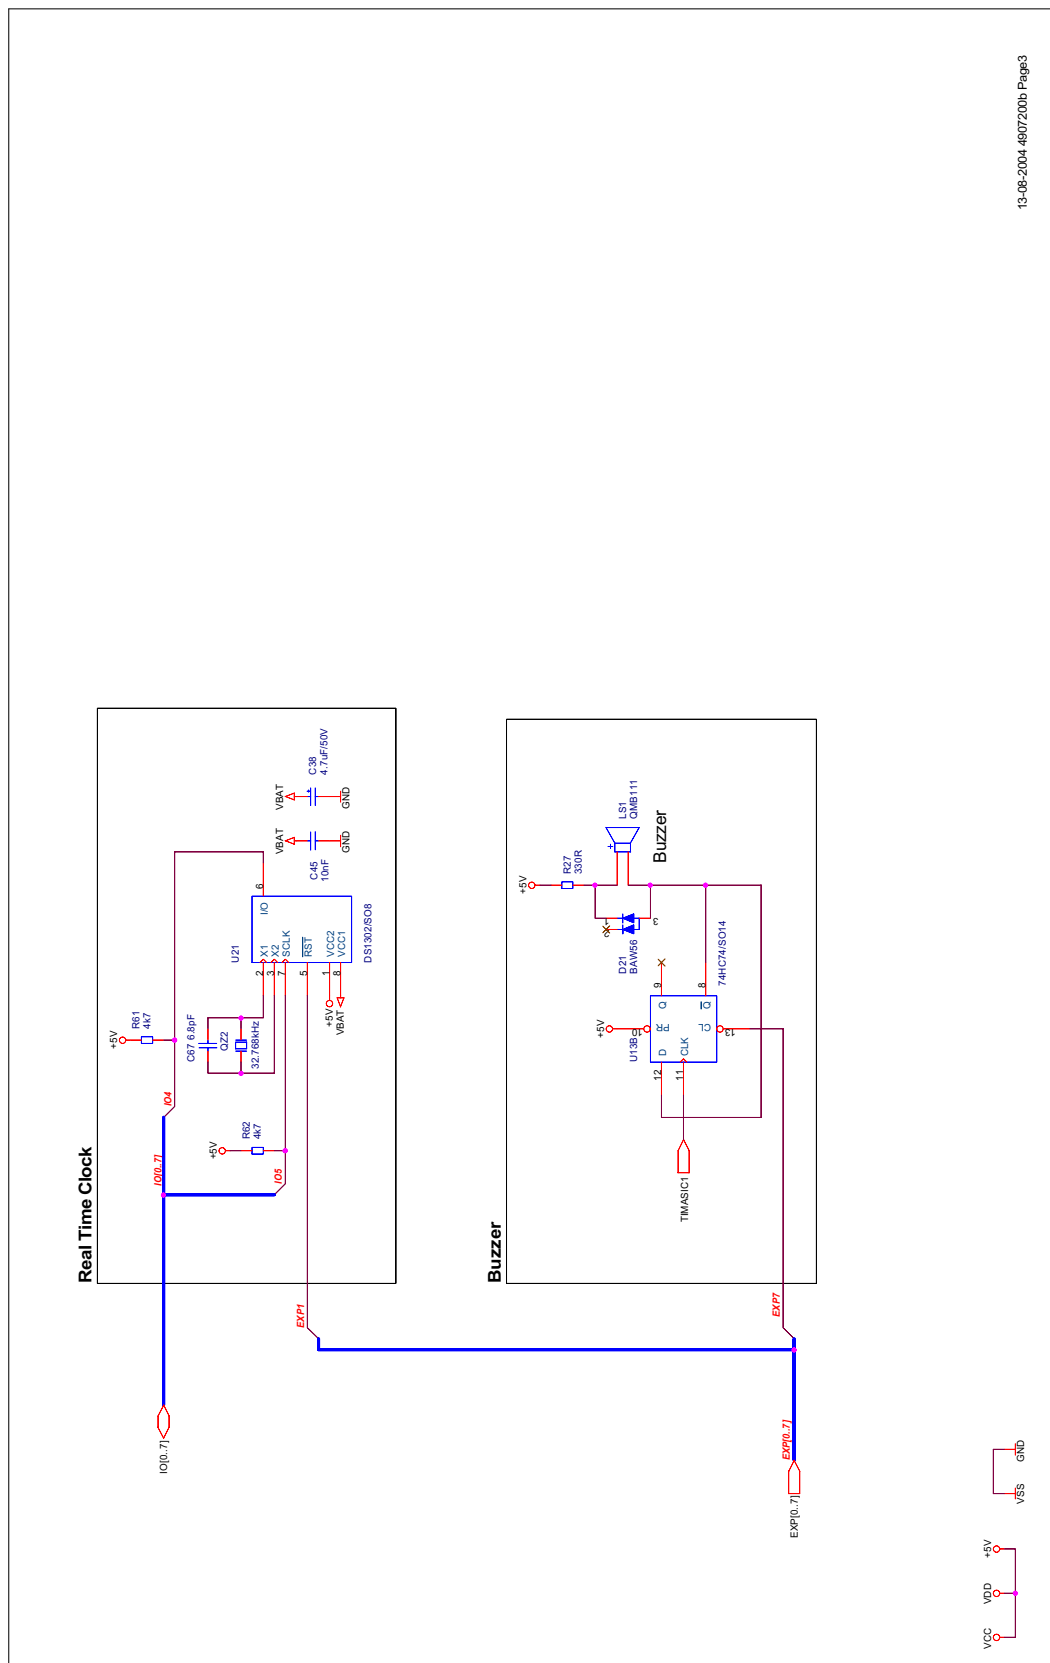 Real Time Clock
IO[0..7]
IO[0..7]
IO4
IO5
EXP1
+5V
R61
4k7
+5V
R62
4k7
C67 6.8pF
QZ2
32.768kHz
U21
2
X1
3
X2
7
SCLK
5
RST
1
VCC2
8
VCC1
6
I/O
DS1302/SO8
+5V
VBAT
VBAT
C45
10nF
GND
VBAT
C38
4.7uF/50V
GND
Buzzer
TIMASIC1
EXP7
EXP[0..7]
EXP[0..7]
+5V
U13B
10
PR
12
D
11
CLK
9
Q
8
Q
CL
13
74HC74/SO14
D21
BAW56
1
2
3
+5V
R27
330R
LS1
QMB111
+
Buzzer
VCC
VDD
+5V
VSS
GND
13-08-2004 4907200b Page3